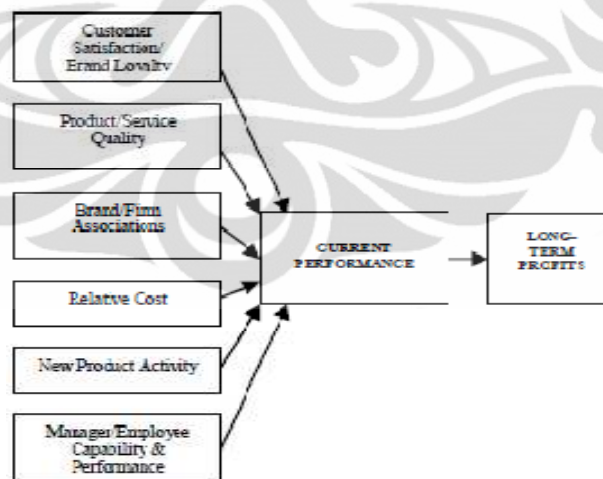 Customer
Satisfaction/
Brand Loyalty
Product/Service
Quality
Brand/Firm
Associations
Relative Cost
New Product Activity
Manager/Employee
Capability &
Performance
CURRENT
PERFORMANCE
LONG-
TERM
PROFITS